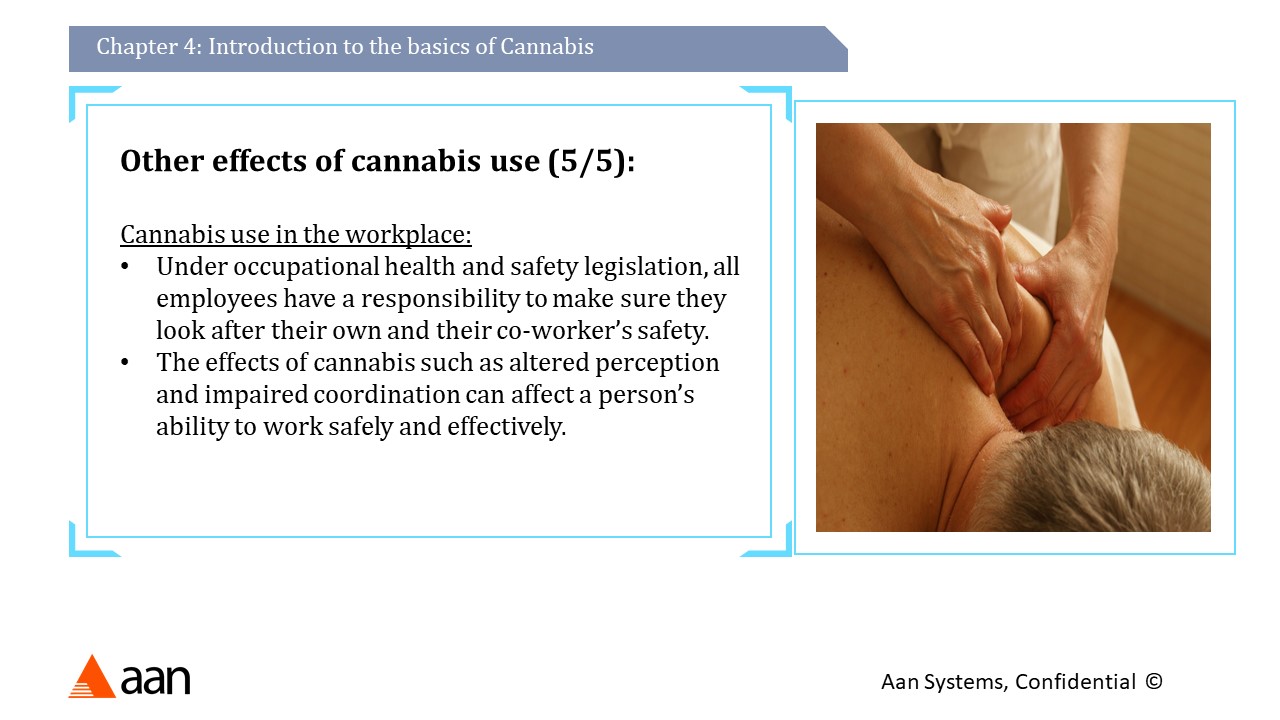 Chapter 4: Introduction to the basics of Cannabis
Other effects of cannabis use (5/5):
Cannabis use in the workplace:
• Under occupational health and safety legislation, all
employees have a responsibility to make sure they
look after their own and their co-worker’s safety.
• The effects of cannabis such as altered perception
and impaired coordination can affect a person’s
ability to work safely and effectively.
aan
Aan Systems, Confidential ©